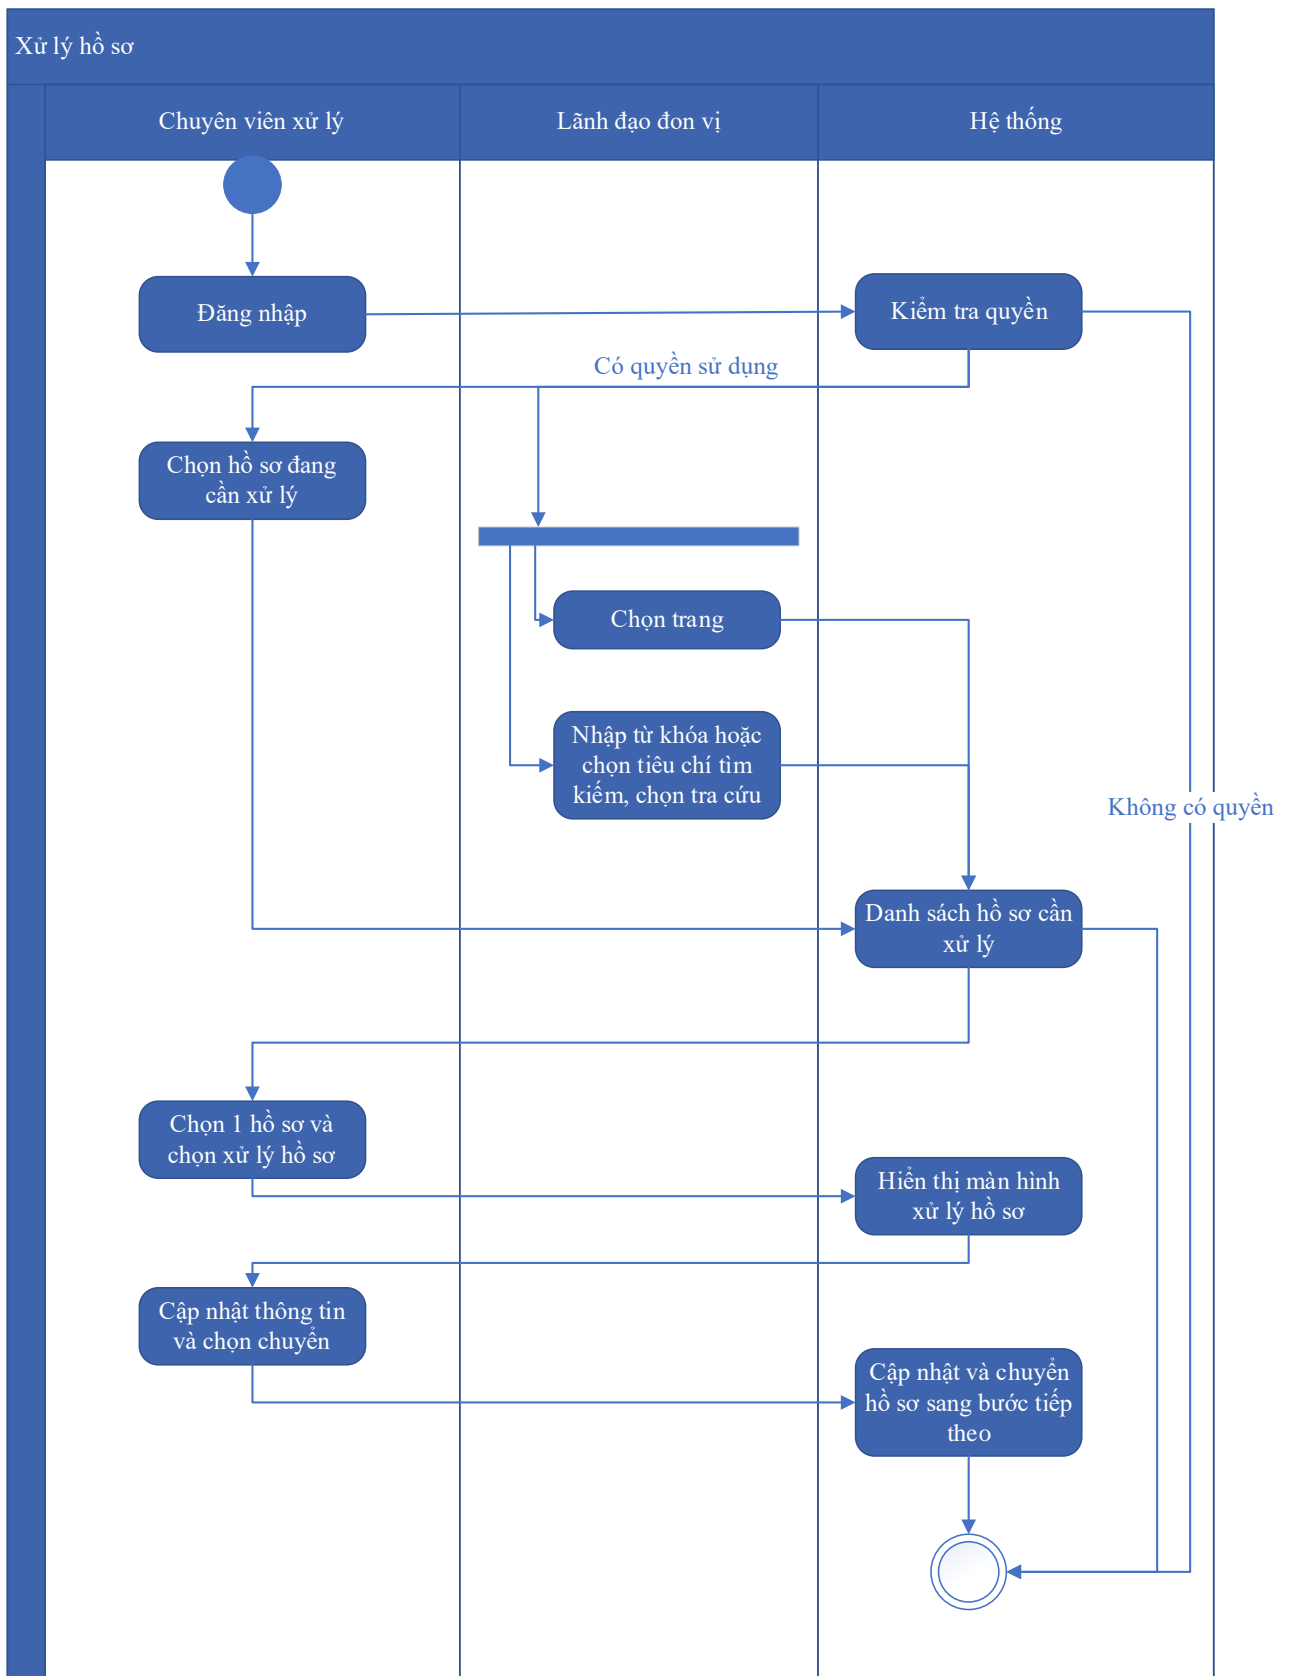 Xử lý hồ sơ
Chuyên viên xử lý
Lãnh đạo đơn vị
Hệ thống
Đăng nhập
Kiểm tra quyền
Có quyền sử dụng
Chọn hồ sơ đang
cần xử lý
Chọn trang
Nhập từ khóa hoặc
chọn tiêu chí tìm
kiếm, chọn tra cứu
Không có quyền
Danh sách hồ sơ cần
xử lý
Chọn 1 hồ sơ và
chọn xử lý hồ sơ
Hiển thị màn hình
xử lý hồ sơ
Cập nhật thông tin
và chọn chuyển
Cập nhật và chuyển
hồ sơ sang bước tiếp
theo